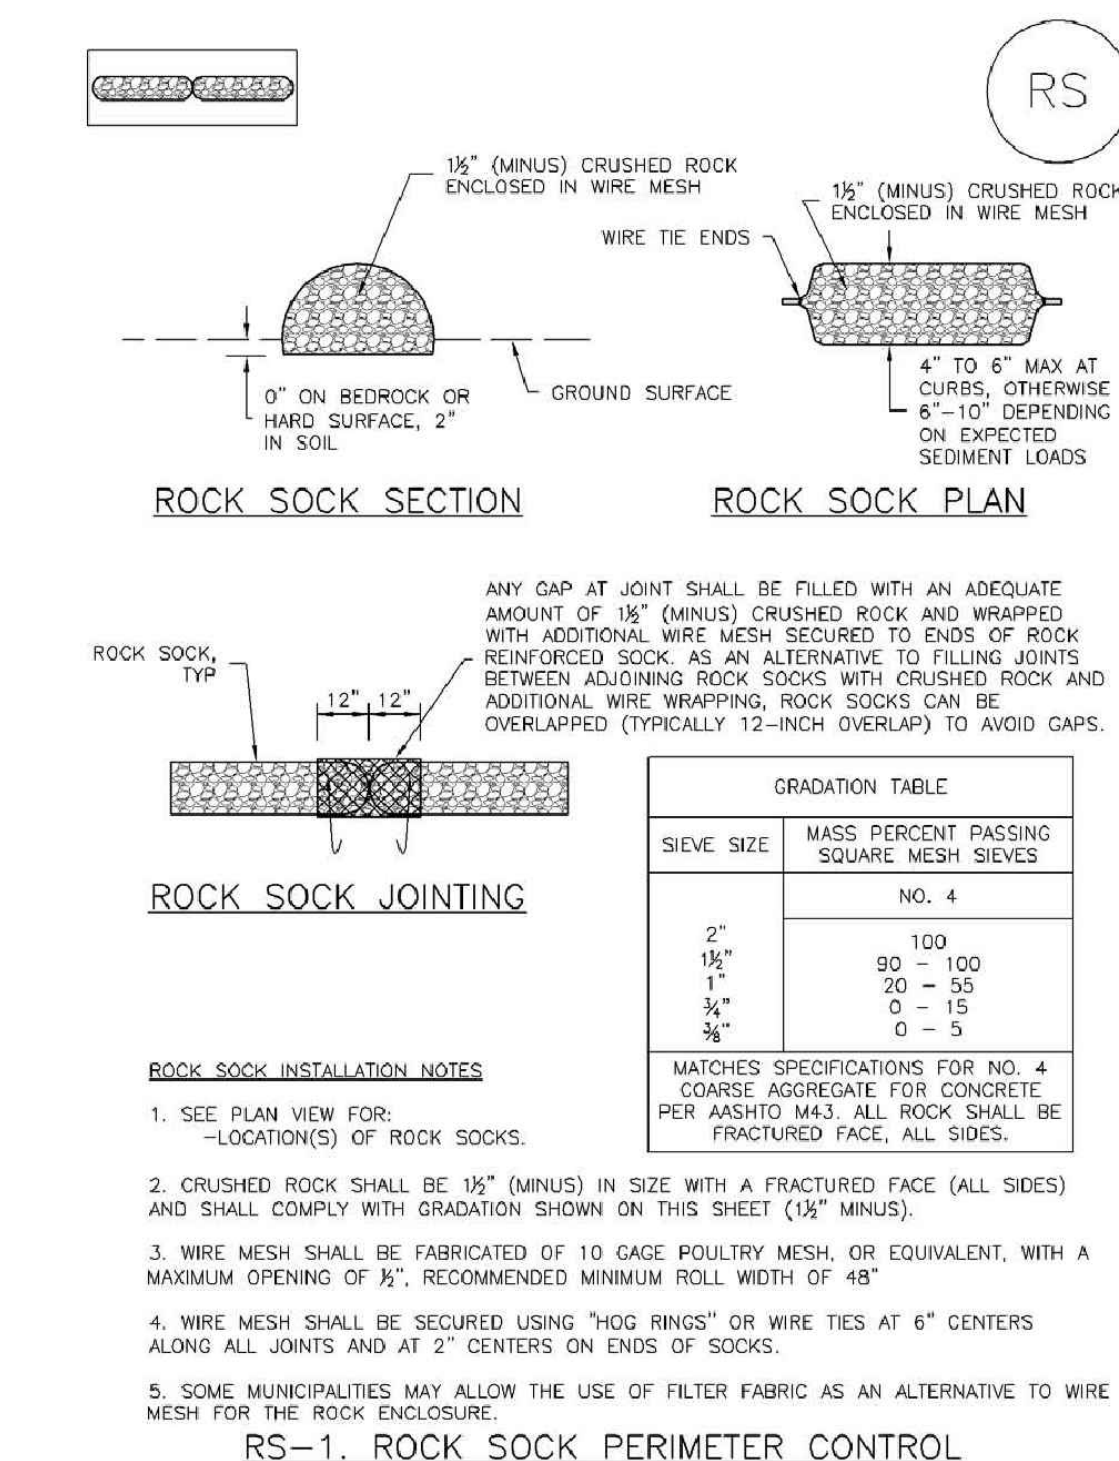 RS
1½" (MINUS) CRUSHED ROCK
ENCLOSED IN WIRE MESH
1½" (MINUS) CRUSHED ROCK
ENCLOSED IN WIRE MESH
WIRE TIE ENDS
0" ON BEDROCK OR
HARD SURFACE, 2"
IN SOIL
GROUND SURFACE
4" TO 6" MAX AT
CURBS, OTHERWISE
6"-10" DEPENDING
ON EXPECTED
SEDIMENT LOADS
ROCK SOCK SECTION
ROCK SOCK PLAN
ANY GAP AT JOINT SHALL BE FILLED WITH AN ADEQUATE
AMOUNT OF 1½" (MINUS) CRUSHED ROCK AND WRAPPED
WITH ADDITIONAL WIRE MESH SECURED TO ENDS OF ROCK
REINFORCED SOCK. AS AN ALTERNATIVE TO FILLING JOINTS
BETWEEN ADJOINING ROCK SOCKS WITH CRUSHED ROCK AND
ADDITIONAL WIRE WRAPPING, ROCK SOCKS CAN BE
OVERLAPPED (TYPICALLY 12-INCH OVERLAP) TO AVOID GAPS.
ROCK SOCK,
TYP
12" 12"
ROCK SOCK JOINTING
GRADATION TABLE
SIEVE SIZE
MASS PERCENT PASSING
SQUARE MESH SIEVES
NO. 4
2" 100
1½" 90 - 100
1" 20 - 55
¾" 0 - 15
⅜" 0 - 5
MATCHES SPECIFICATIONS FOR NO. 4
COARSE AGGREGATE FOR CONCRETE
PER AASHTO M43. ALL ROCK SHALL BE
FRACTURED FACE, ALL SIDES.
ROCK SOCK INSTALLATION NOTES
1. SEE PLAN VIEW FOR:
-LOCATION(S) OF ROCK SOCKS.
2. CRUSHED ROCK SHALL BE 1½" (MINUS) IN SIZE WITH A FRACTURED FACE (ALL SIDES)
AND SHALL COMPLY WITH GRADATION SHOWN ON THIS SHEET (1½" MINUS).
3. WIRE MESH SHALL BE FABRICATED OF 10 GAGE POULTRY MESH, OR EQUIVALENT, WITH A
MAXIMUM OPENING OF ½", RECOMMENDED MINIMUM ROLL WIDTH OF 48"
4. WIRE MESH SHALL BE SECURED USING "HOG RINGS" OR WIRE TIES AT 6" CENTERS
ALONG ALL JOINTS AND AT 2" CENTERS ON ENDS OF SOCKS.
5. SOME MUNICIPALITIES MAY ALLOW THE USE OF FILTER FABRIC AS AN ALTERNATIVE TO WIRE
MESH FOR THE ROCK ENCLOSURE.
RS-1. ROCK SOCK PERIMETER CONTROL